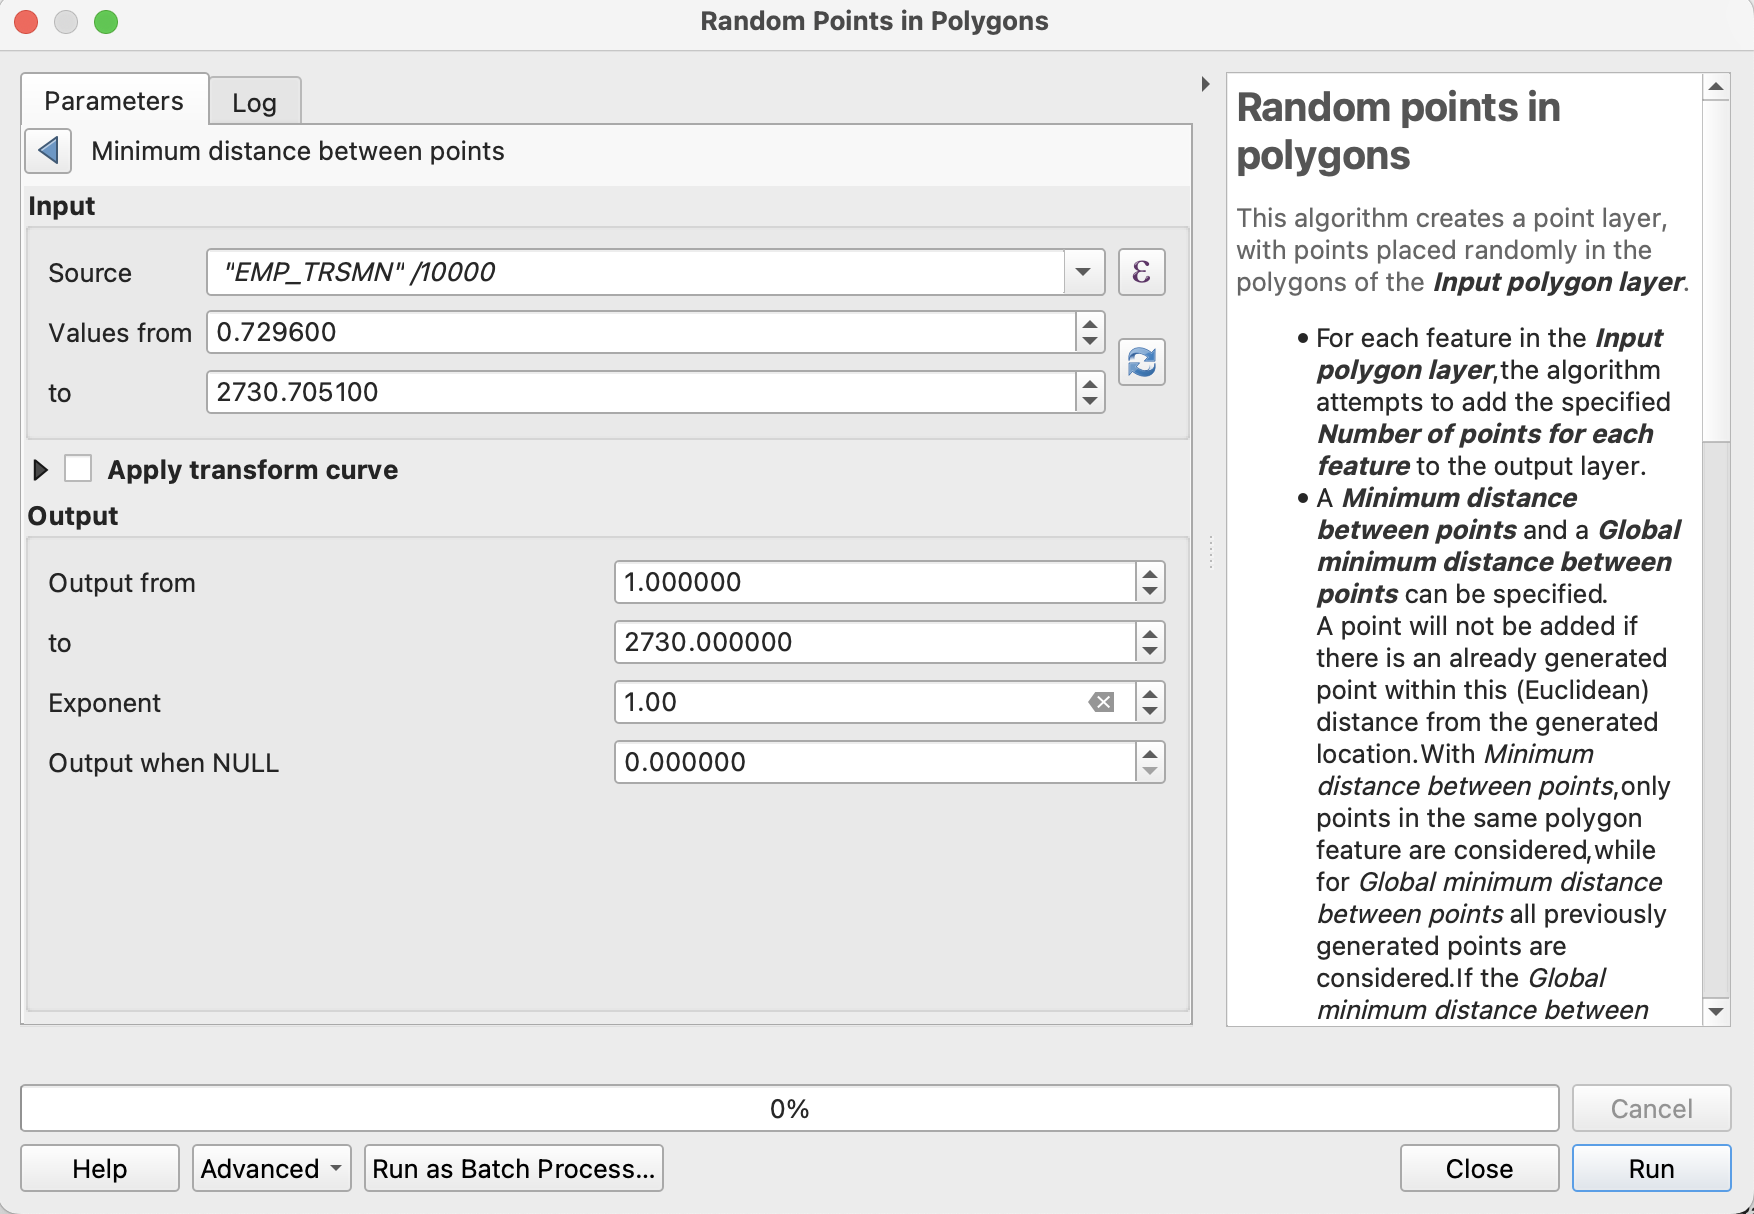 Random Points in Polygons
Parameters
Log
Minimum distance between points
Input
Source
"EMP_TRSMN" /10000
ε
Values from
0.729600
to
2730.705100
Apply transform curve
Output
Output from
1.000000
to
2730.000000
Exponent
1.00
Output when NULL
0.000000
Random points in
polygons
This algorithm creates a point layer,
with points placed randomly in the
polygons of the Input polygon layer.
• For each feature in the Input
polygon layer,the algorithm
attempts to add the specified
Number of points for each
feature to the output layer.
• A Minimum distance
between points and a Global
minimum distance between
points can be specified.
A point will not be added if
there is an already generated
point within this (Euclidean)
distance from the generated
location.With Minimum
distance between points,only
points in the same polygon
feature are considered,while
for Global minimum distance
between points all previously
generated points are
considered.If the Global
minimum distance between
0%
Cancel
Help
Advanced
Run as Batch Process...
Close
Run